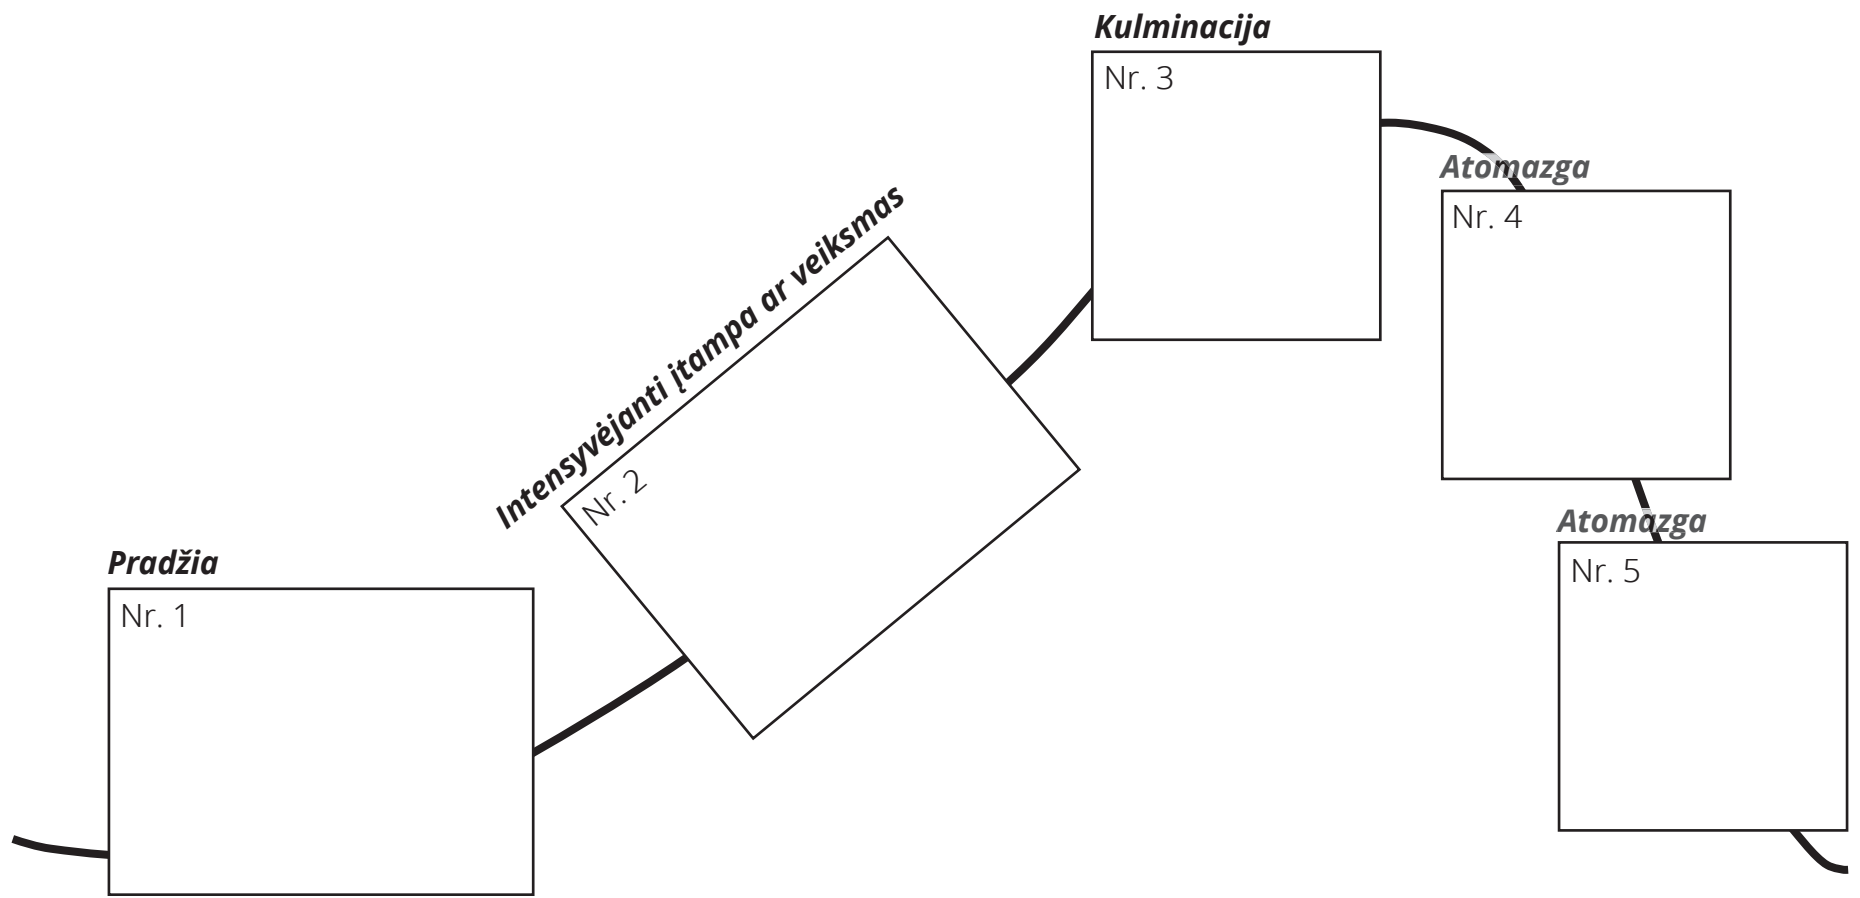 Pradžia
Nr. 1
Intensyvėjanti įtampa ar veiksmas
Nr. 2
Kulminacija
Nr. 3
Atomazga
Nr. 4
Atomazga
Nr. 5